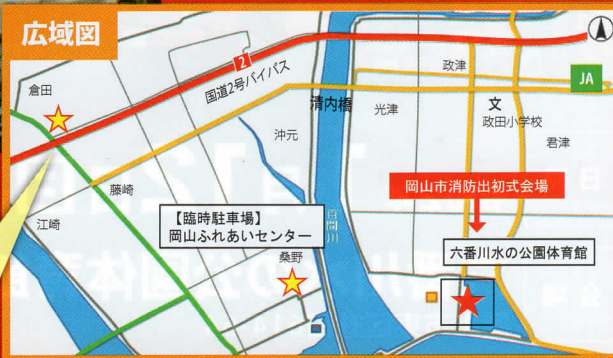 広域図
2
国道2号バイパス
倉田
政津
JA
清内橋
光津
文
政田小学校
沖元
君津
藤崎
岡山市消防出初式会場
江崎
【臨時駐車場】
岡山ふれあいセンター
百間川
六番川水の公園体育館
桑野